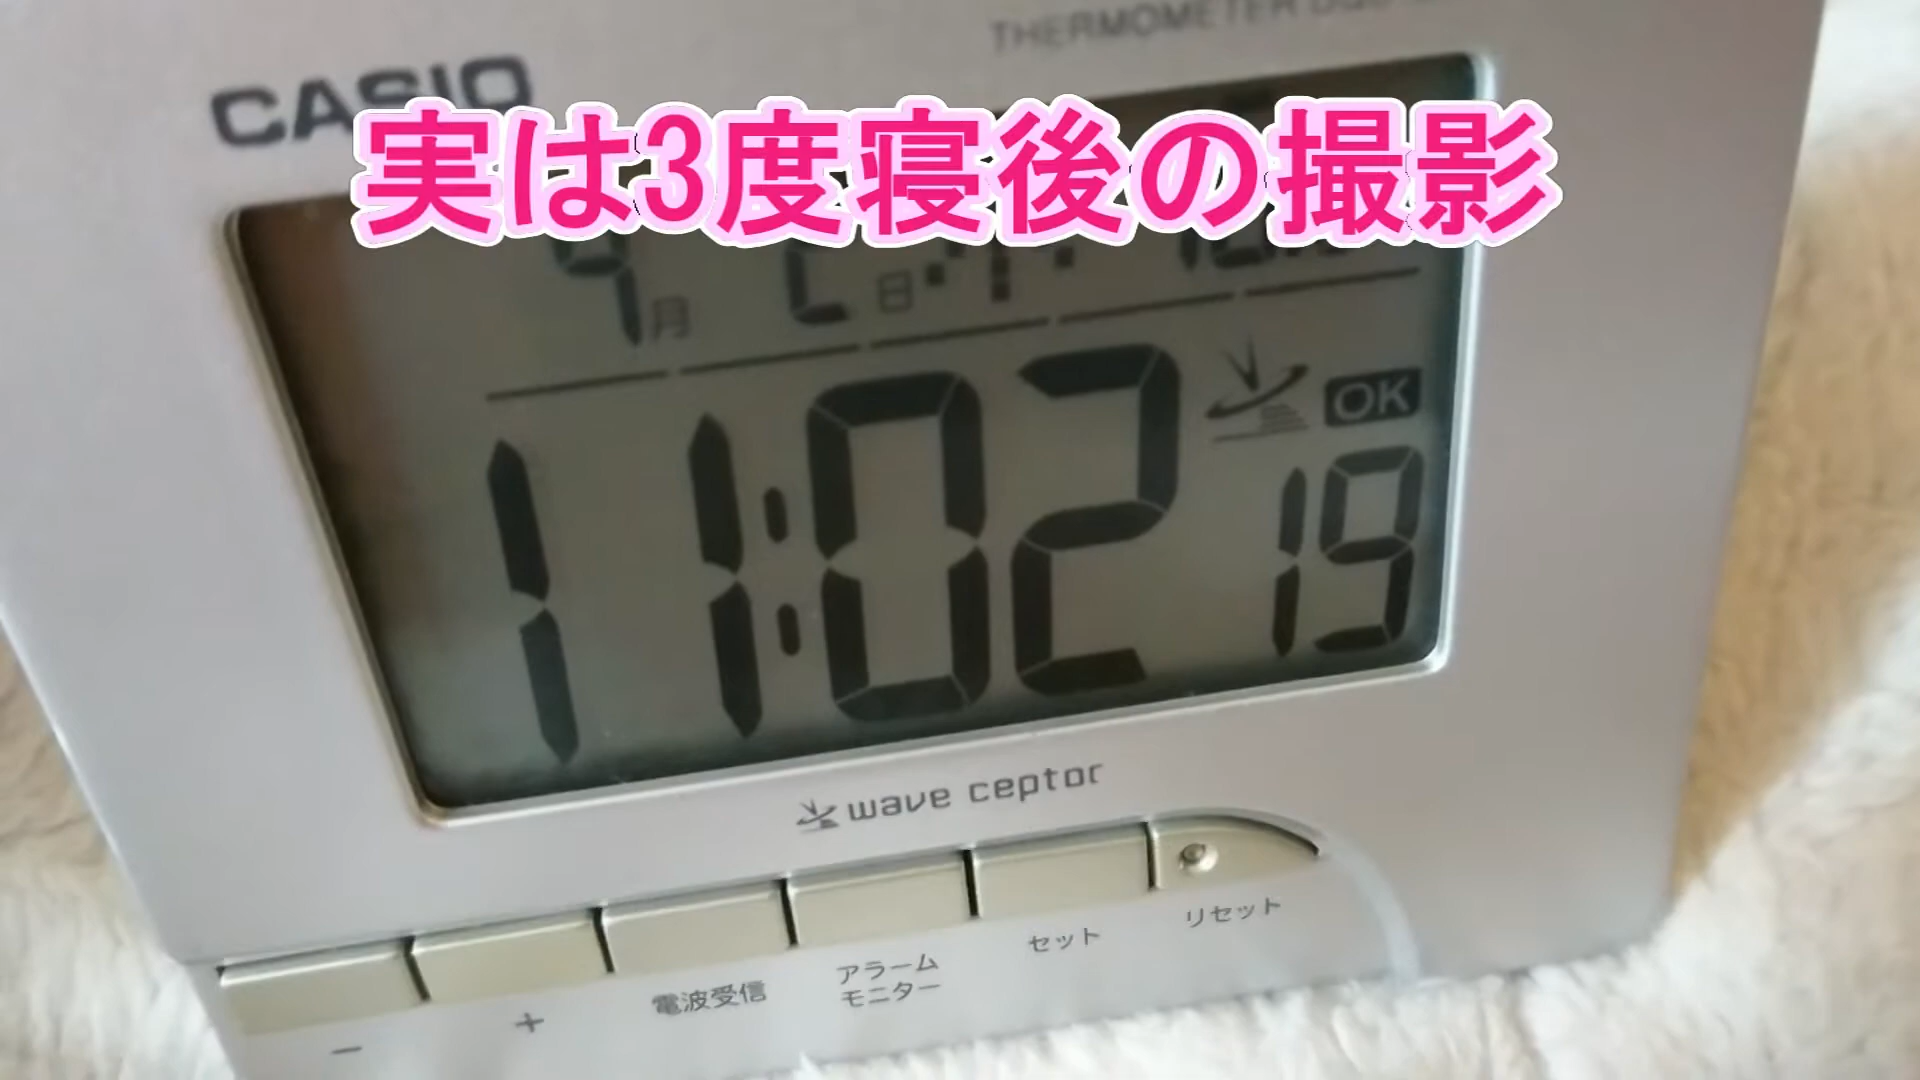 THERMOMETER
CASIO
実は3度寝後の撮影
月 日
11:02 19
OK
wave ceptor
リセット
セット
アラーム
モニター
電波受信
+
−